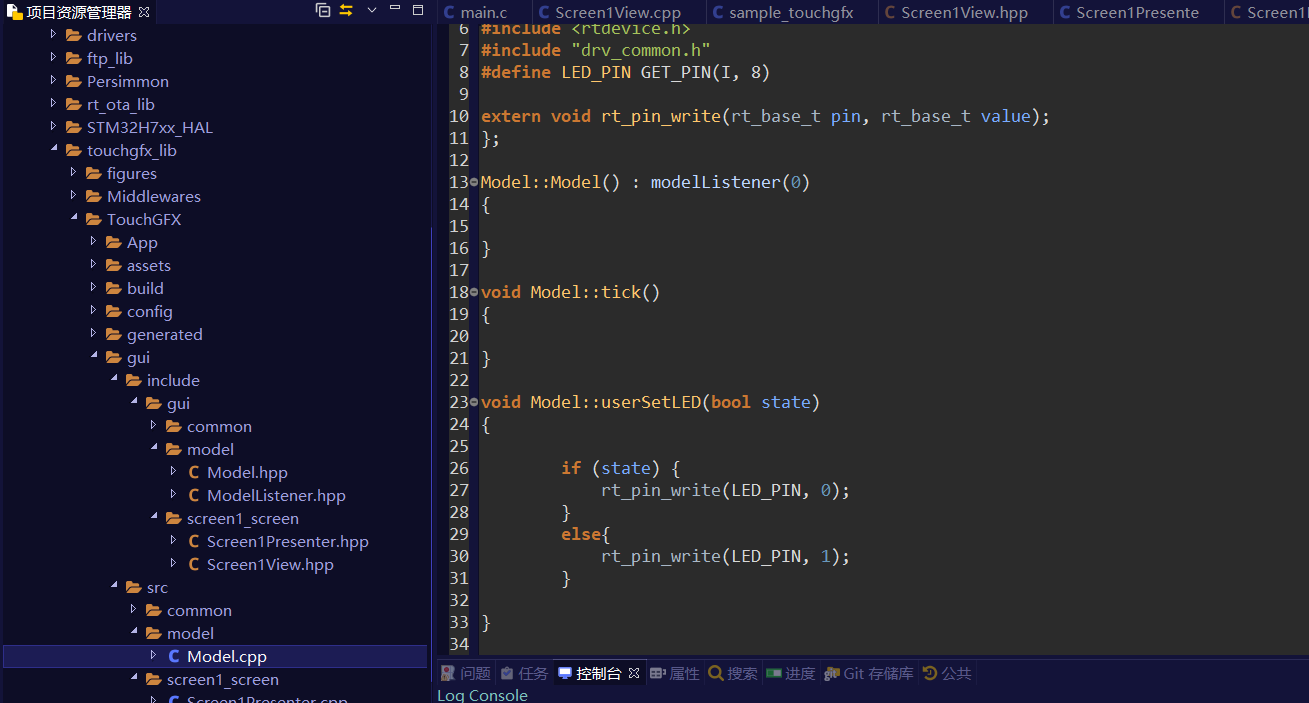 项目资源管理器
drivers
ftp_lib
Persimmon
rt_ota_lib
STM32H7xx_HAL
touchgfx_lib
figures
Middlewares
TouchGFX
App
assets
build
config
generated
gui
include
gui
common
model
Model.hpp
ModelListener.hpp
screen1_screen
Screen1Presenter.hpp
Screen1View.hpp
src
common
model
Model.cpp
screen1_screen
Screen1Presenter.cpp
main.c Screen1View.cpp sample_touchgfx Screen1View.hpp Screen1Presente Screen1
6 #include <rtdevice.h>
7 #include "drv_common.h"
8 #define LED_PIN GET_PIN(I, 8)
9
10 extern void rt_pin_write(rt_base_t pin, rt_base_t value);
11 };
12
13 Model::Model() : modelListener(0)
14 {
15
16 }
17
18 void Model::tick()
19 {
20
21 }
22
23 void Model::userSetLED(bool state)
24 {
25
26 if (state) {
27 rt_pin_write(LED_PIN, 0);
28 }
29 else{
30 rt_pin_write(LED_PIN, 1);
31 }
32
33 }
34
问题 任务 控制台 属性 搜索 进度 Git 存储库 公共
Log Console